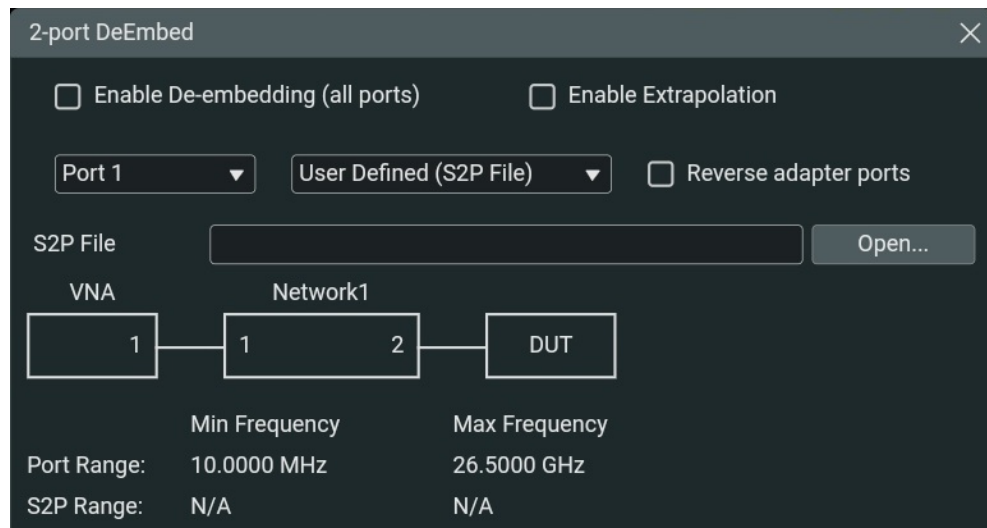 2-port DeEmbed
Enable De-embedding (all ports) Enable Extrapolation
Port 1 User Defined (S2P File) Reverse adapter ports
S2P File Open...
VNA Network1
1 1 2 DUT
Min Frequency Max Frequency
Port Range: 10.0000 MHz 26.5000 GHz
S2P Range: N/A N/A